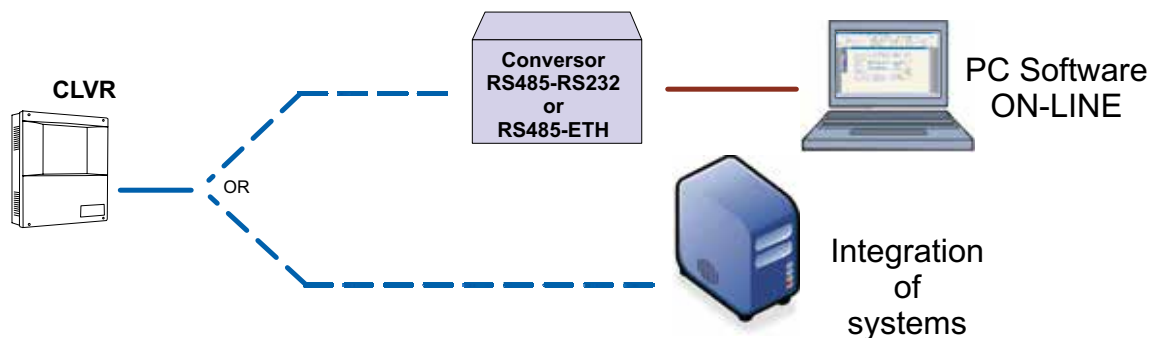 CLVR
Conversor
RS485-RS232
or
RS485-ETH
PC Software
ON-LINE
OR
Integration
of
systems